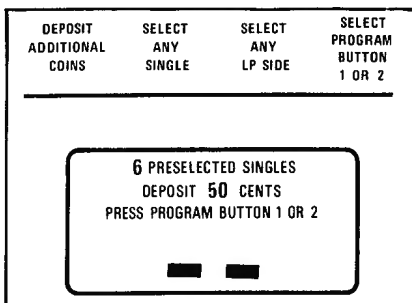 DEPOSIT
ADDITIONAL
COINS
SELECT
ANY
SINGLE
SELECT
ANY
LP SIDE
SELECT
PROGRAM
BUTTON
1 OR 2
6 PRESELECTED SINGLES
DEPOSIT 50 CENTS
PRESS PROGRAM BUTTON 1 OR 2